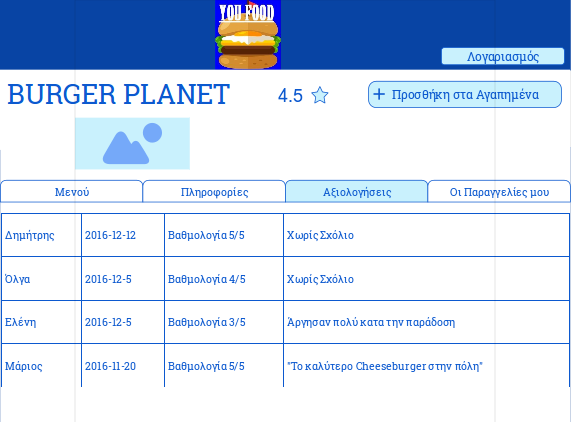 YOU FOOD
Λογαριασμός
BURGER PLANET 4.5 + Προσθήκη στα Αγαπημένα
Μενού Πληροφορίες Αξιολογήσεις Οι Παραγγελίες μου
Δημήτρης 2016-12-12 Βαθμολογία 5/5 Χωρίς Σχόλιο
Όλγα 2016-12-5 Βαθμολογία 4/5 Χωρίς Σχόλιο
Ελένη 2016-12-5 Βαθμολογία 3/5 Άργησαν πολύ κατα την παράδοση
Μάριος 2016-11-20 Βαθμολογία 5/5 "Το καλύτερο Cheeseburger στην πόλη"